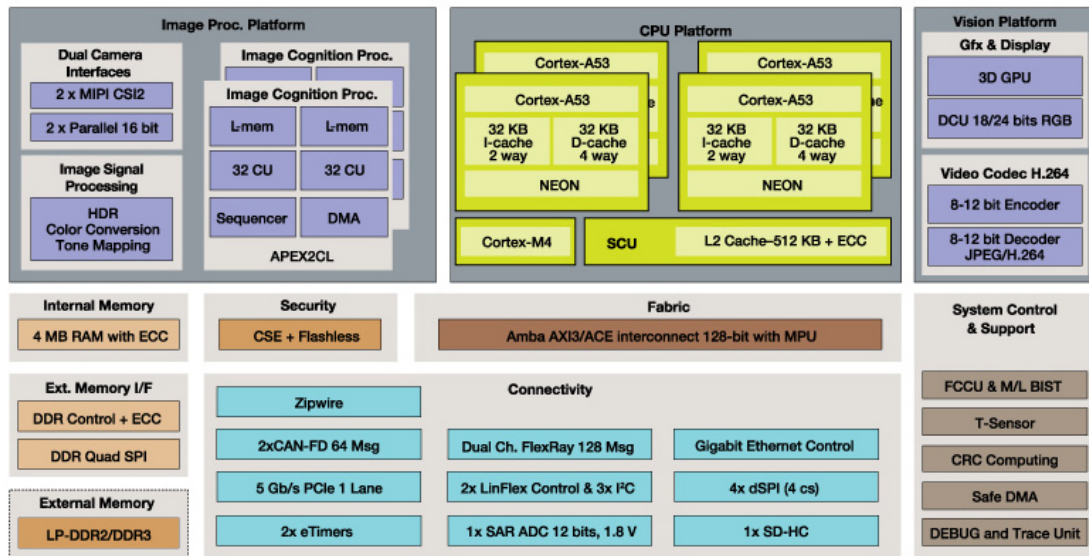 Image Proc. Platform
Dual Camera
Interfaces
2 x MIPI CSI2
2 x Parallel 16 bit
Image Signal
Processing
HDR
Color Conversion
Tone Mapping
Image Cognition Proc.
Image Cognition Proc.
L-mem
L-mem
32 CU
32 CU
Sequencer
DMA
APEX2CL
CPU Platform
Cortex-A53
Cortex-A53
32 KB
I-cache
2 way
32 KB
D-cache
4 way
NEON
Cortex-A53
Cortex-A53
32 KB
I-cache
2 way
32 KB
D-cache
4 way
NEON
Cortex-M4
SCU
L2 Cache–512 KB + ECC
Vision Platform
Gfx & Display
3D GPU
DCU 18/24 bits RGB
Video Codec H.264
8-12 bit Encoder
8-12 bit Decoder
JPEG/H.264
Internal Memory
4 MB RAM with ECC
Security
CSE + Flashless
Fabric
Amba AXI3/ACE interconnect 128-bit with MPU
System Control
& Support
FCCU & M/L BIST
T-Sensor
CRC Computing
Safe DMA
DEBUG and Trace Unit
Ext. Memory I/F
DDR Control + ECC
DDR Quad SPI
External Memory
LP-DDR2/DDR3
Connectivity
Zipwire
2xCAN-FD 64 Msg
Dual Ch. FlexRay 128 Msg
Gigabit Ethernet Control
5 Gb/s PCIe 1 Lane
2x LinFlex Control & 3x I²C
4x dSPI (4 cs)
2x eTimers
1x SAR ADC 12 bits, 1.8 V
1x SD-HC